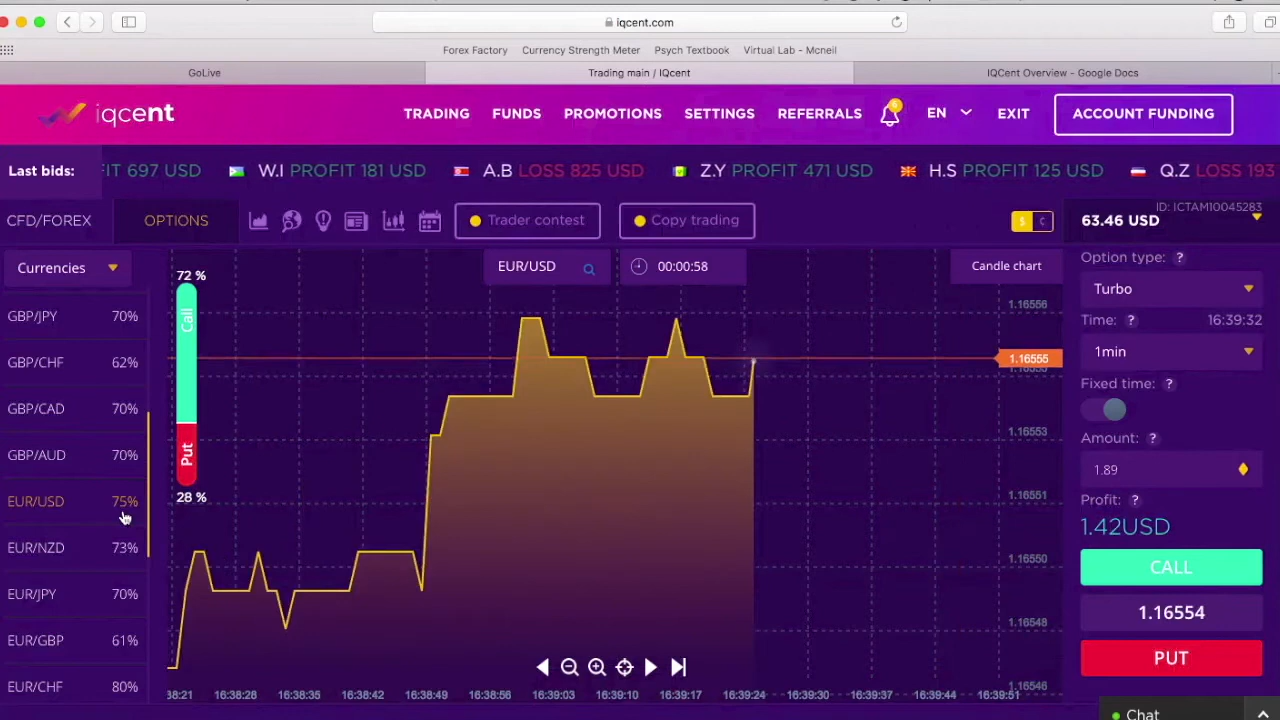 iqcent.com
Forex Factory Currency Strength Meter Psych Textbook Virtual Lab - Mcneil
GoLive Trading main / IQcent IQCent Overview - Google Docs
iqcent TRADING FUNDS PROMOTIONS SETTINGS REFERRALS 6 EN EXIT ACCOUNT FUNDING
Last bids: FIT 697 USD W.I PROFIT 181 USD A.B LOSS 825 USD Z.Y PROFIT 471 USD H.S PROFIT 125 USD Q.Z LOSS 193
ID: ICTAM10045283
CFD/FOREX OPTIONS Trader contest Copy trading $ ¢ 63.46 USD
Currencies
GBP/JPY 70%
GBP/CHF 62%
GBP/CAD 70%
GBP/AUD 70%
EUR/USD 75%
EUR/NZD 73%
EUR/JPY 70%
EUR/GBP 61%
EUR/CHF 80%
72 %
Call
Put
28 %
EUR/USD 00:00:58 Candle chart
1.16556
1.16555
1.16553
1.16551
1.16550
1.16548
1.16546
38:21 16:38:28 16:38:35 16:38:42 16:38:49 16:38:56 16:39:03 16:39:10 16:39:17 16:39:24 16:39:30 16:39:37 16:39:44 16:39:51
Option type: ?
Turbo
Time: ? 16:39:32
1min
Fixed time: ?
Amount: ?
1.89
Profit: ?
1.42USD
CALL
1.16554
PUT
Chat